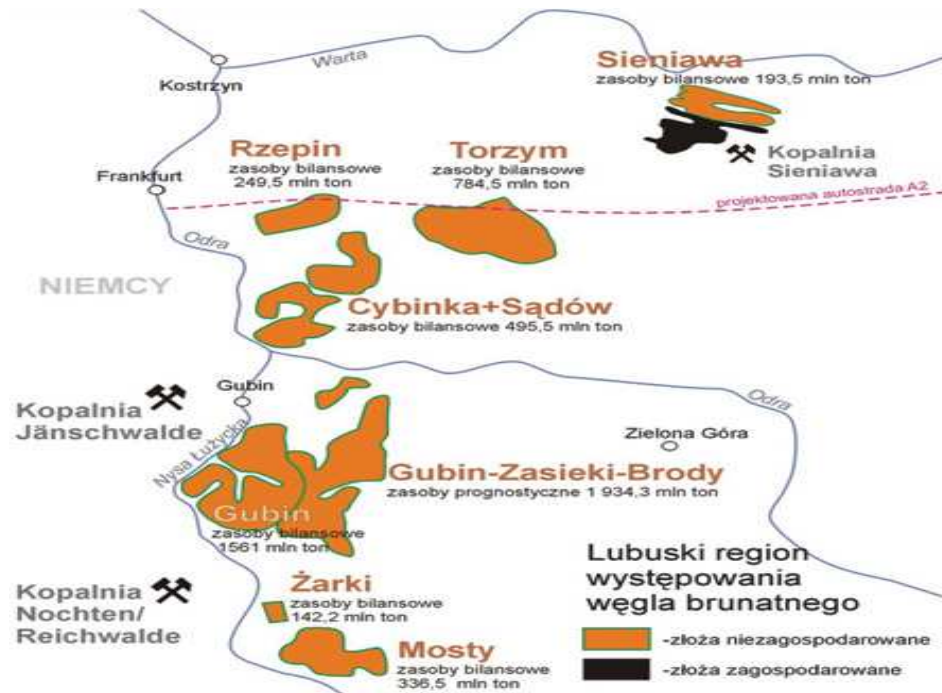 Warta
Sieniawa
zasoby bilansowe 193,5 mln ton
Kostrzyn
Rzepin
zasoby bilansowe
249,5 mln ton
Torzym
zasoby bilansowe
784,5 mln ton
Kopalnia
Sieniawa
Frankfurt
projektowana autostrada A2
Odra
NIEMCY
Cybinka+Sądów
zasoby bilansowe 495,5 mln ton
Gubin
Kopalnia
Jänschwalde
Odra
Zielona Góra
Nysa Łużycka
Gubin-Zasieki-Brody
zasoby prognostyczne 1 934,3 mln ton
Gubin
zasoby bilansowe
1561 mln ton
Lubuski region
występowania
węgla brunatnego
-złoża niezagospodarowane
-złoża zagospodarowane
Kopalnia
Nochten/
Reichwalde
Żarki
zasoby bilansowe
142,2 mln ton
Mosty
zasoby bilansowe
336,5 mln ton